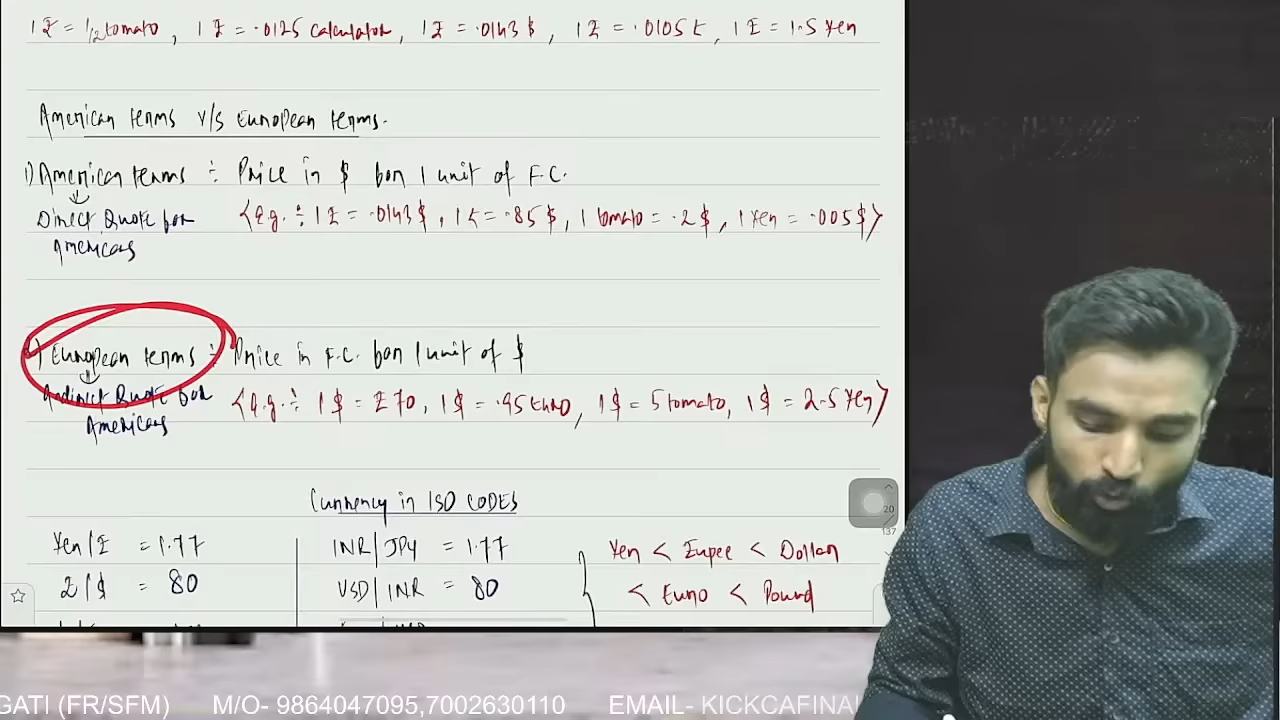 1 ₹ = 1/2 tomato, 1 ₹ = .0125 calculator, 1 ₹ = .0143 $, 1 ₹ = .0105 €, 1 ₹ = 1.5 Yen
American terms v/s European terms.
1) American terms ÷ Price in $ for 1 unit of F.C.
Direct Quote for Americans
<e.g. ÷ 1 ₹ = .0143 $, 1 € = .85 $, 1 tomato = .2 $, 1 Yen = .005 $>
European terms : Price in F.C. for 1 unit of $
Indirect Quote for Americans
<e.g. ÷ 1 $ = ₹ 70, 1 $ = .95 Euro, 1 $ = 5 tomato, 1 $ = 2.5 Yen>
Currency in ISO CODES
Yen/₹ = 1.77
INR/JPY = 1.77
Yen < Rupee < Dollar
₹/$ = 80
USD/INR = 80
< Euro < Pound
20
137
GATI (FR/SFM) M/O- 9864047095,7002630110 EMAIL- KICKCAFINA